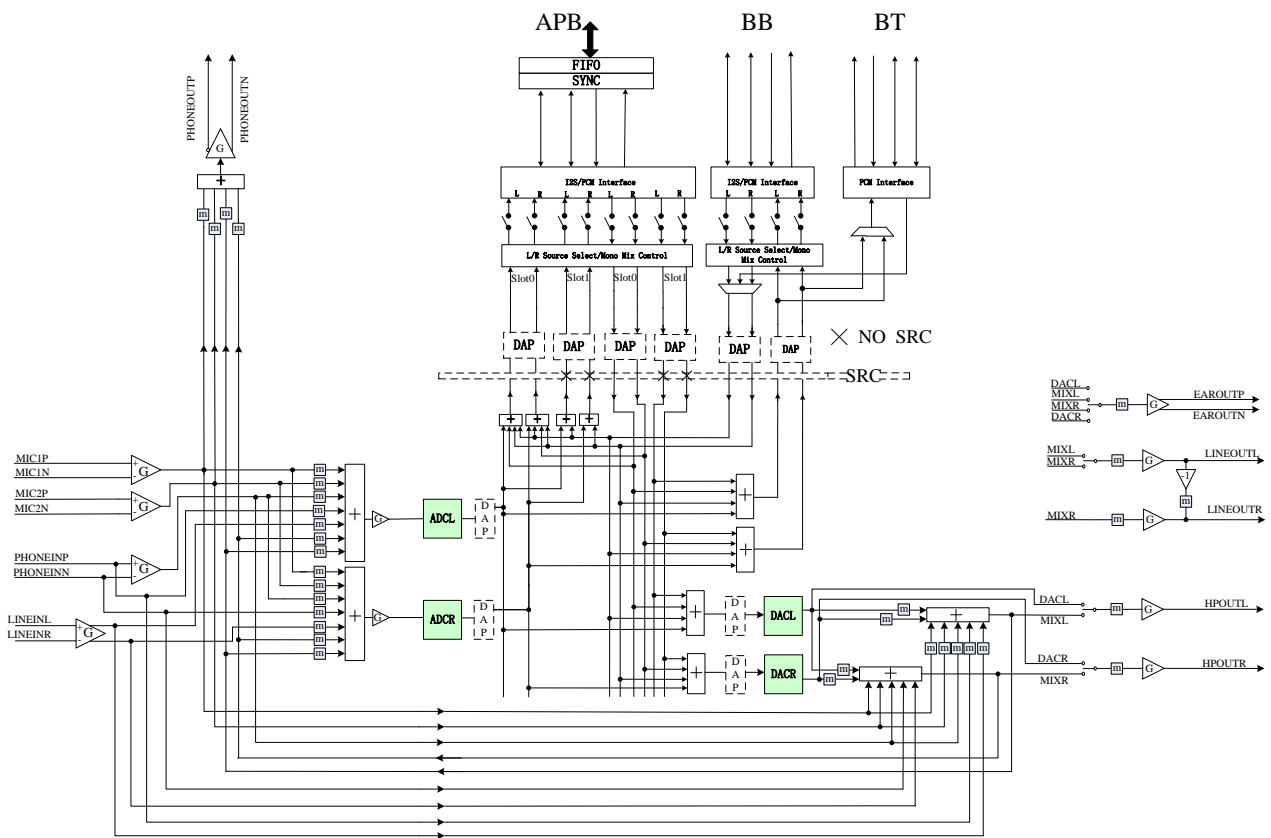 APB BB BT
FIFO
SYNC
PHONEOUTP
PHONEOUTN
G
+
m m m m
I2S/PCM Interface
L R L R L R L R
I2S/PCM Interface
L R L R
PCM Interface
L/R Source Select/Mono Mix Control
L/R Source Select/Mono
Mix Control
Slot0 Slot1 Slot0 Slot1
DAP DAP DAP DAP DAP DAP
NO SRC
SRC
+ + + +
DACL
MIXL
MIXR
DACR
m G
EAROUTP
EAROUTN
MIC1P
MIC1N
+
-
G
MIC2P
MIC2N
+
-
G
PHONEINP
PHONEINN
+
-
G
LINEINL
LINEINR
+
-
G
m
m
m
m
m
m
m
+
G
ADCL
D
A
P
m
m
m
m
m
m
m
+
G
ADCR
D
A
P
+
+
+
D
A
P
DACL
+
D
A
P
DACR
m
m
+
m m m m m
m
m
+
MIXL
MIXR
m G
LINEOUTL
-1
m
MIXR
m G
LINEOUTR
DACL
MIXL
m G
HPOUTL
DACR
MIXR
m G
HPOUTR